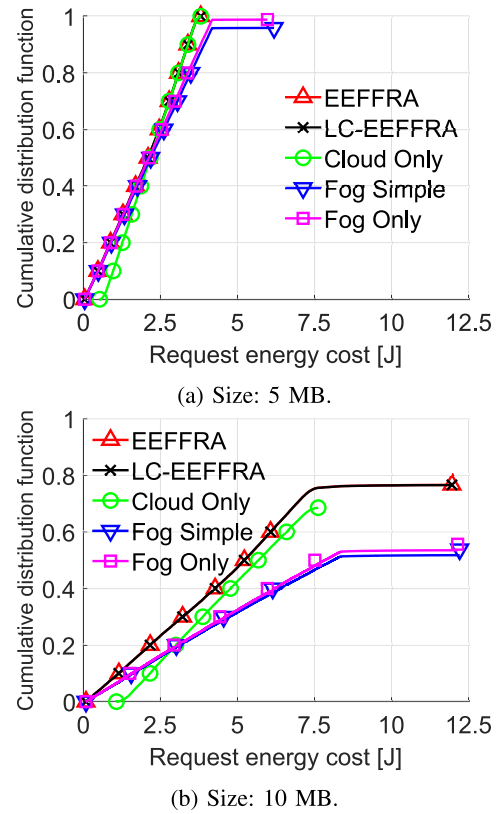 Cumulative distribution function
1
0.8
0.6
0.4
0.2
0
EEFFRA
LC-EEFFRA
Cloud Only
Fog Simple
Fog Only
0 2.5 5 7.5 10 12.5
Request energy cost [J]
(a) Size: 5 MB.
Cumulative distribution function
1
0.8
0.6
0.4
0.2
0
EEFFRA
LC-EEFFRA
Cloud Only
Fog Simple
Fog Only
0 2.5 5 7.5 10 12.5
Request energy cost [J]
(b) Size: 10 MB.